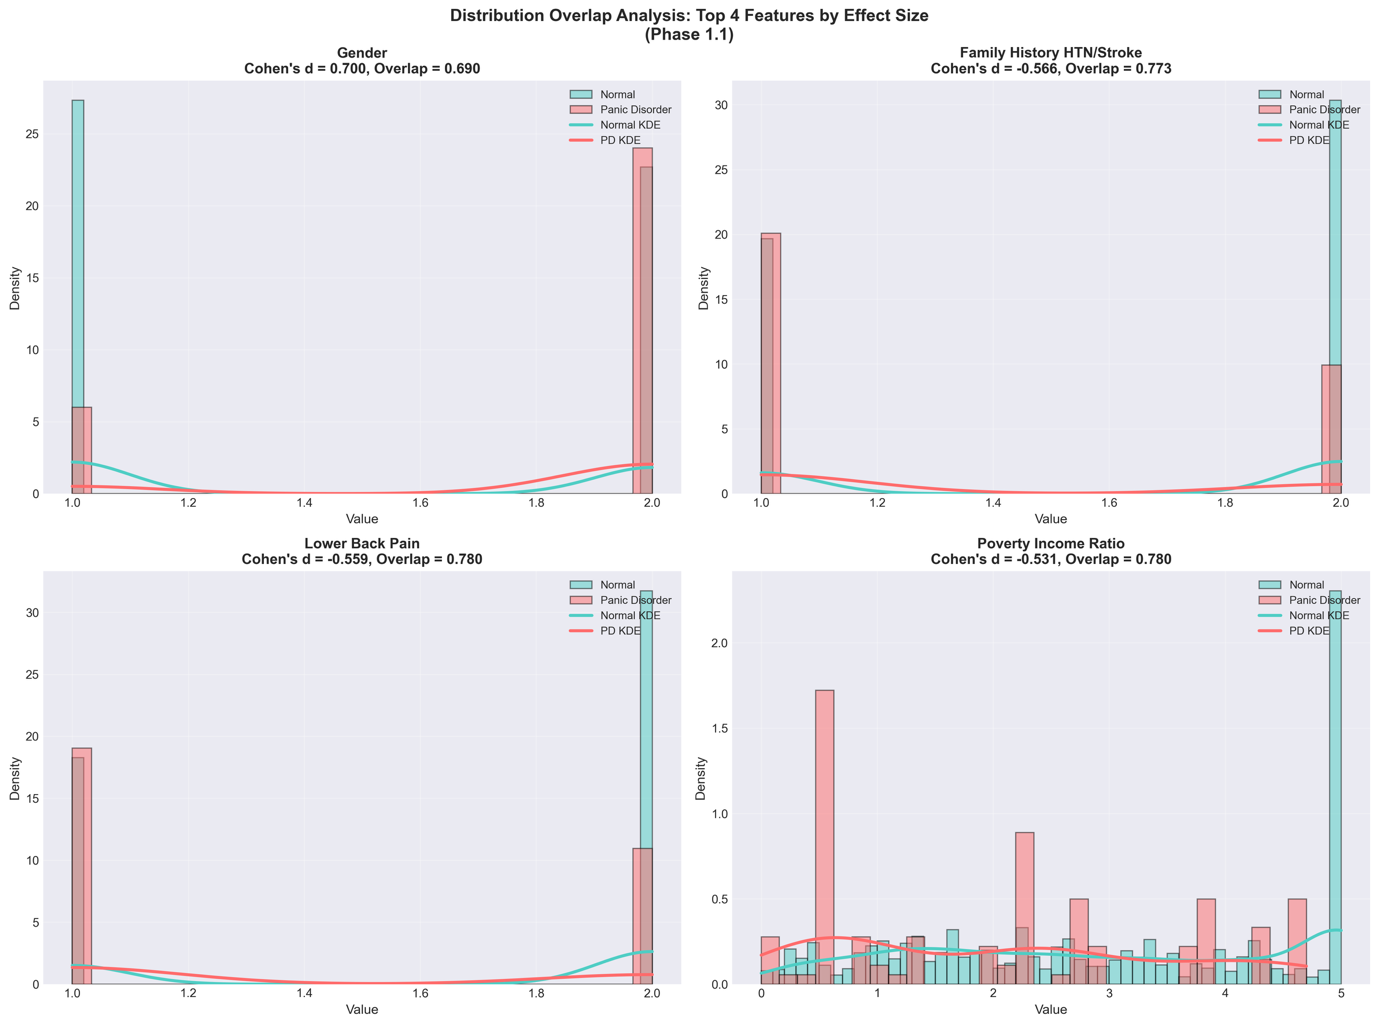 Distribution Overlap Analysis: Top 4 Features by Effect Size
(Phase 1.1)
Gender
Cohen's d = 0.700, Overlap = 0.690
Normal
Panic Disorder
Normal KDE
PD KDE
Density
25
20
15
10
5
0
1.0 1.2 1.4 1.6 1.8 2.0
Value
Family History HTN/Stroke
Cohen's d = -0.566, Overlap = 0.773
Normal
Panic Disorder
Normal KDE
PD KDE
Density
30
25
20
15
10
5
0
1.0 1.2 1.4 1.6 1.8 2.0
Value
Lower Back Pain
Cohen's d = -0.559, Overlap = 0.780
Normal
Panic Disorder
Normal KDE
PD KDE
Density
30
25
20
15
10
5
0
1.0 1.2 1.4 1.6 1.8 2.0
Value
Poverty Income Ratio
Cohen's d = -0.531, Overlap = 0.780
Normal
Panic Disorder
Normal KDE
PD KDE
Density
2.0
1.5
1.0
0.5
0.0
0 1 2 3 4 5
Value